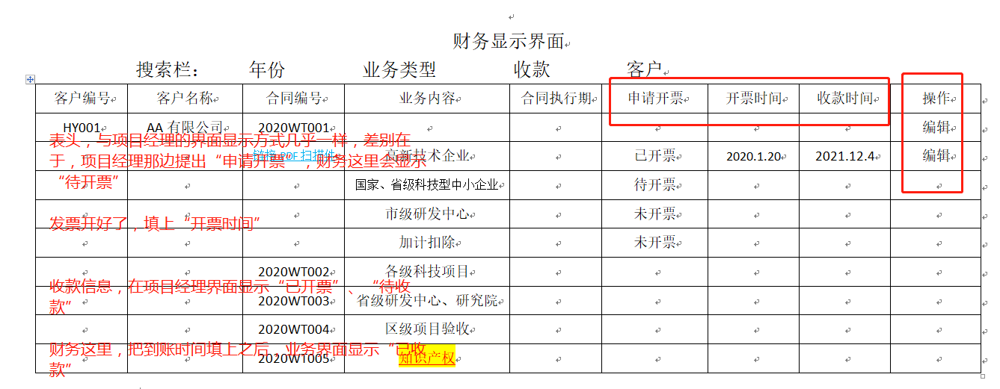 财务显示界面
搜索栏： 年份 业务类型 收款 客户
客户编号 客户名称 合同编号 业务内容 合同执行期 申请开票 开票时间 收款时间 操作
HY001 AA有限公司 2020WT001 编辑
表头，与项目经理的界面显示方式几乎一样，差别在
于，项目经理那边提出“申请开票”，财务这里会显示
“待开票”
链接PDF扫描件 高新技术企业 已开票 2020.1.20 2021.12.4 编辑
国家、省级科技型中小企业 待开票
市级研发中心 未开票
发票开好了，填上“开票时间”
加计扣除 未开票
2020WT002 各级科技项目
收款信息，在项目经理界面显示“已开票”、“待收
款”
2020WT003 省级研发中心、研究院
2020WT004 区级项目验收
财务这里，把到账时间填上之后，业务界面显示“已收
款”
2020WT005 知识产权